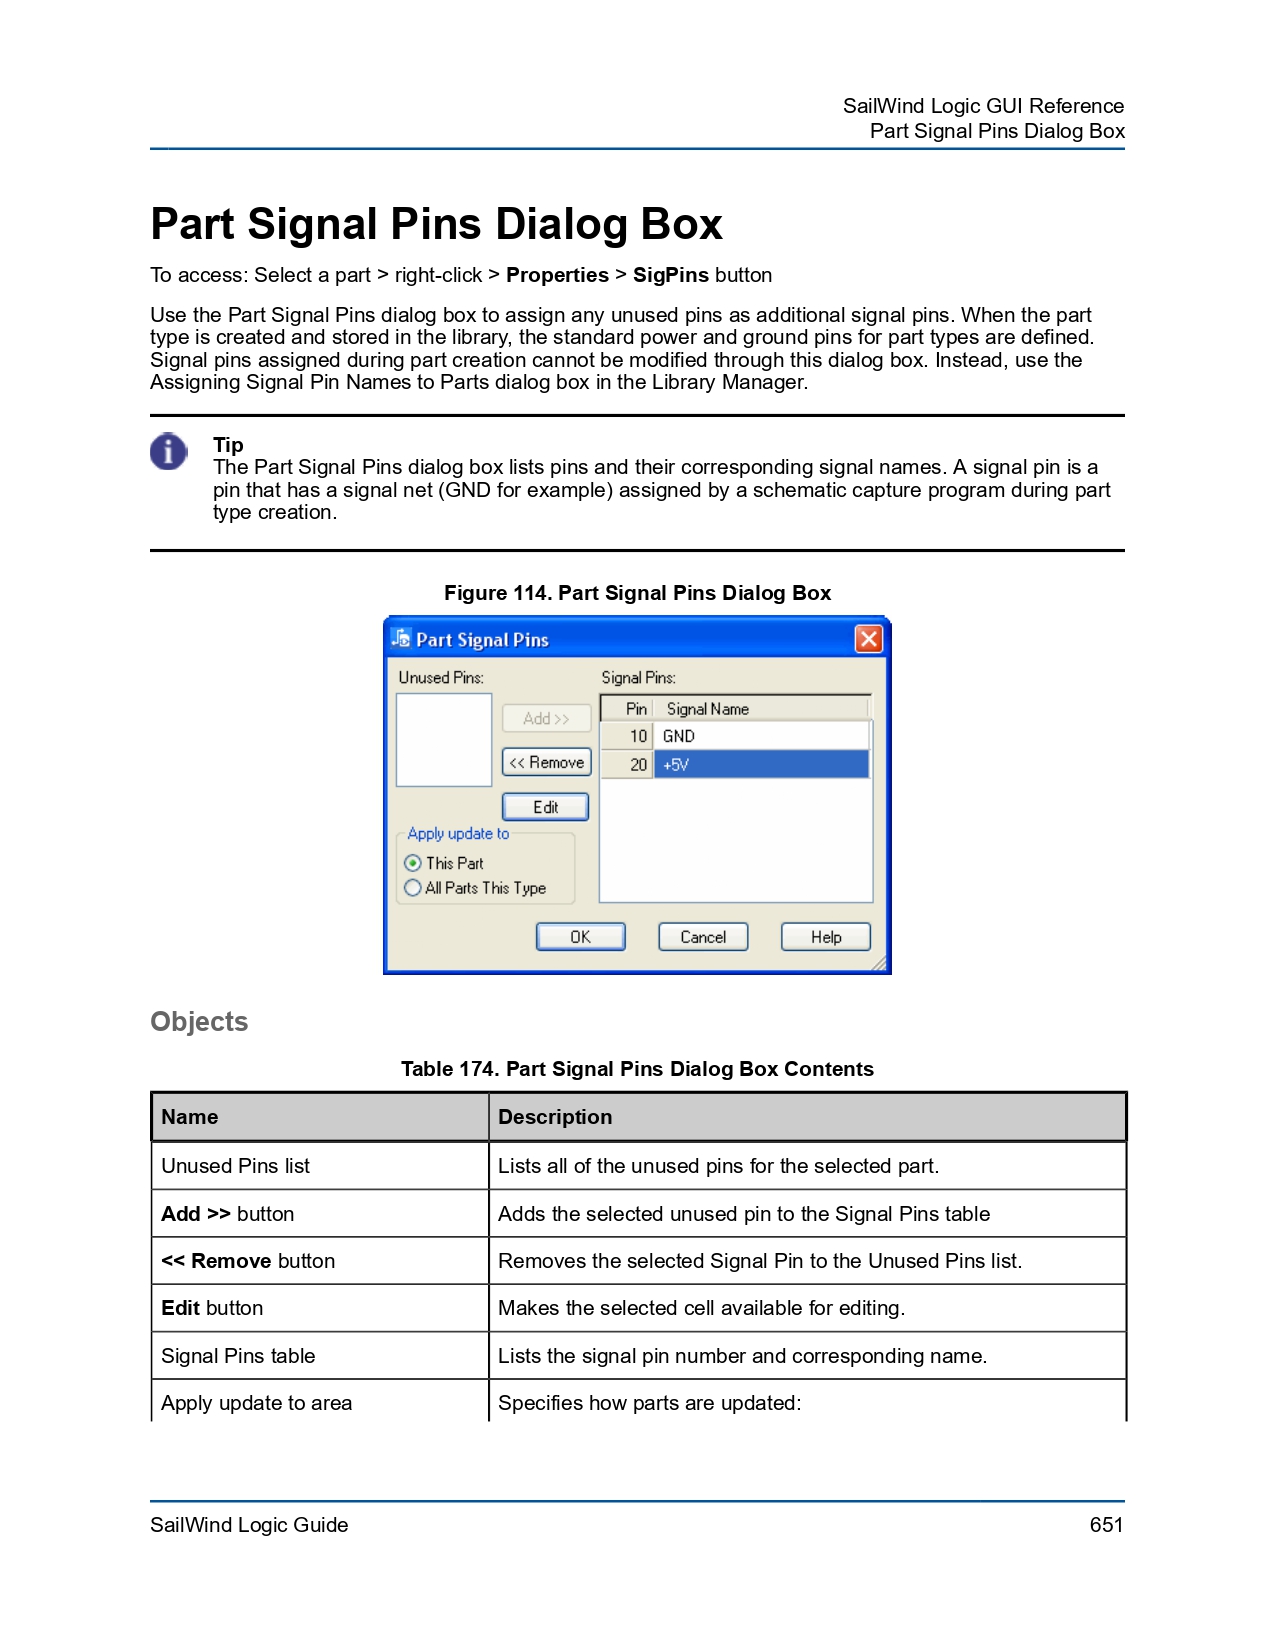 SailWind Logic GUI Reference
Part Signal Pins Dialog Box
Part Signal Pins Dialog Box
To access: Select a part > right-click > Properties > SigPins button
Use the Part Signal Pins dialog box to assign any unused pins as additional signal pins. When the part
type is created and stored in the library, the standard power and ground pins for part types are defined.
Signal pins assigned during part creation cannot be modified through this dialog box. Instead, use the
Assigning Signal Pin Names to Parts dialog box in the Library Manager.
Tip
The Part Signal Pins dialog box lists pins and their corresponding signal names. A signal pin is a
pin that has a signal net (GND for example) assigned by a schematic capture program during part
type creation.
Figure 114. Part Signal Pins Dialog Box
Part Signal Pins
Unused Pins:
Signal Pins:
Pin Signal Name
Add >>
10 GND
<< Remove
20 +5V
Edit
Apply update to
This Part
All Parts This Type
OK Cancel Help
Objects
Table 174. Part Signal Pins Dialog Box Contents
Name Description
Unused Pins list Lists all of the unused pins for the selected part.
Add >> button Adds the selected unused pin to the Signal Pins table
<< Remove button Removes the selected Signal Pin to the Unused Pins list.
Edit button Makes the selected cell available for editing.
Signal Pins table Lists the signal pin number and corresponding name.
Apply update to area Specifies how parts are updated:
SailWind Logic Guide 651